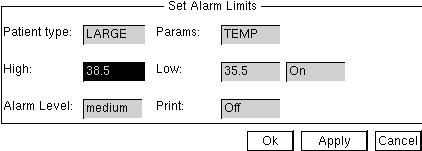 Set Alarm Limits
Patient type: LARGE Params: TEMP
High: 38.5 Low: 35.5 On
Alarm Level: medium Print: Off
Ok Apply Cancel